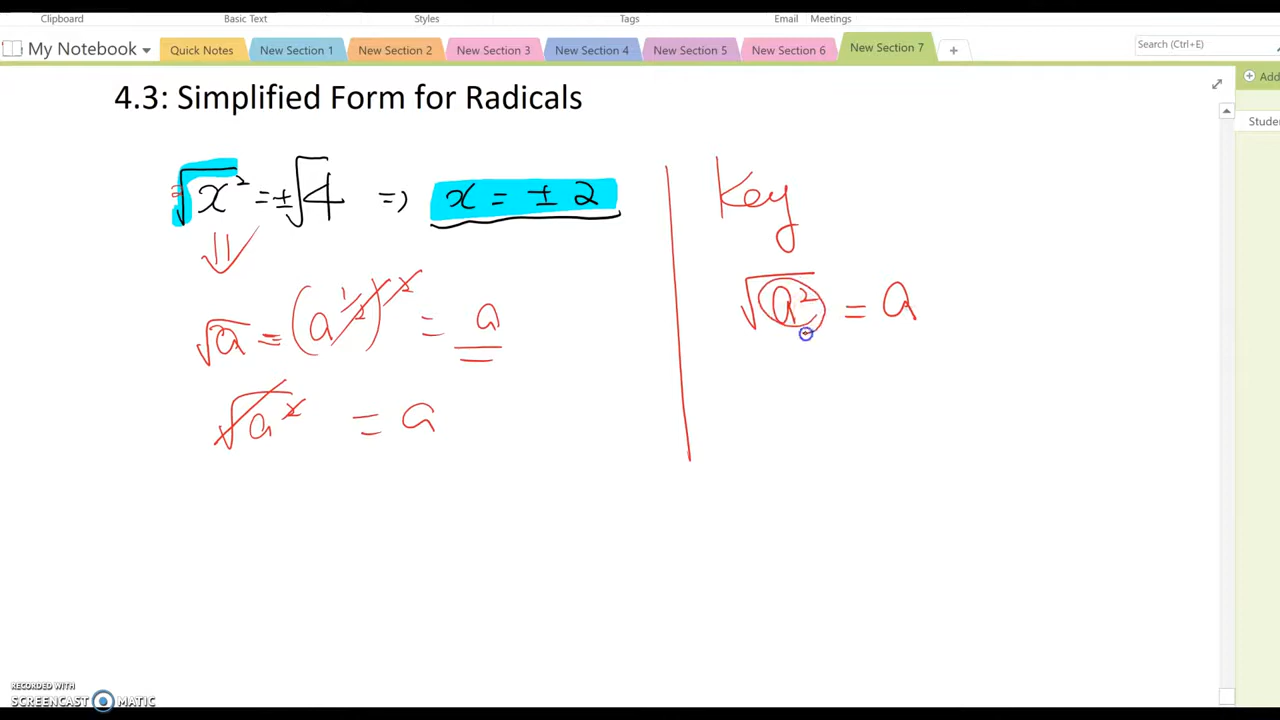 Clipboard Basic Text Styles Tags Email Meetings
My Notebook Quick Notes New Section 1 New Section 2 New Section 3 New Section 4 New Section 5 New Section 6 New Section 7 + Search (Ctrl+E)
Add
4.3: Simplified Form for Radicals
Stude
√x² = ±√4 => x = ± 2
Key
√a² = a
√a = (a^1/2)^2 = a
√a² = a
RECORDED WITH
SCREENCAST MATIC